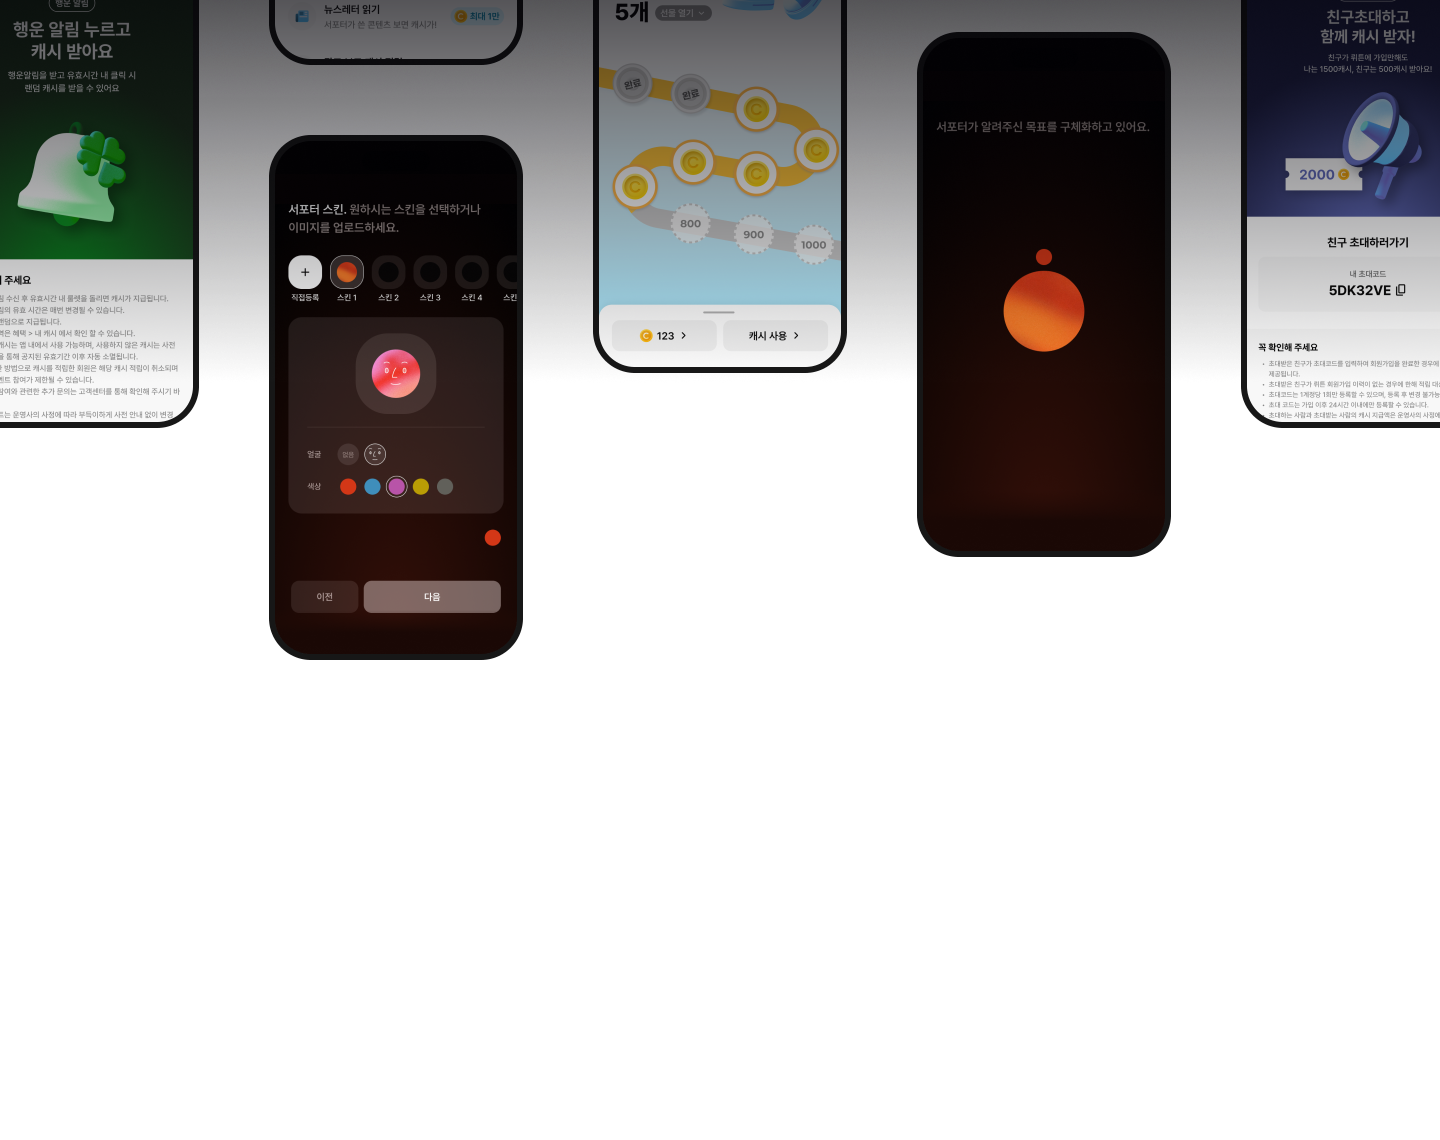 행운 알림
행운 알림 누르고
캐시 받아요
행운알림을 받고 유효시간 내 클릭 시
랜덤 캐시를 받을 수 있어요
주세요
수신 후 유효시간 내 룰렛을 돌리면 캐시가 지급됩니다.
유효 시간은 매번 변경될 수 있습니다.
지급됩니다.
혜택 > 내 캐시 에서 확인 할 수 있습니다.
캐시는 앱 내에서 사용 가능하며, 사용하지 않은 캐시는 사전
통해 공지된 유효기간 이후 자동 소멸됩니다.
방법으로 캐시를 적립한 회원은 해당 캐시 적립이 취소되며
참여가 제한될 수 있습니다.
관련한 추가 문의는 고객센터를 통해 확인해 주시기 바
운영사의 사정에 따라 부득이하게 사전 안내 없이 변경
뉴스레터 읽기
서포터가 쓴 콘텐츠 보면 캐시가!
최대 1만
서포터 스킨. 원하시는 스킨을 선택하거나
이미지를 업로드하세요.
직접등록
스킨 1
스킨 2
스킨 3
스킨 4
스킨
얼굴
없음
색상
이전
다음
5개
선물 열기
완료
완료
800
900
1000
123
캐시 사용
서포터가 알려주신 목표를 구체화하고 있어요.
친구초대하고
함께 캐시 받자!
친구가 뤼튼에 가입만해도
나는 1500캐시, 친구는 500캐시 받아요!
2000
친구 초대하러가기
내 초대코드
5DK32VE
꼭 확인해 주세요
초대받은 친구가 초대코드를 입력하여 회원가입을 완료한 경우에
제공됩니다.
초대받은 친구가 뤼튼 회원가입 이력이 없는 경우에 한해 적립
초대코드는 1계정당 1회만 등록할 수 있으며, 등록 후 변경 불가능
초대 코드는 가입 이후 24시간 이내에만 등록할 수 있습니다.
초대하는 사람과 초대받는 사람의 캐시 지급액은 운영사의 사정에